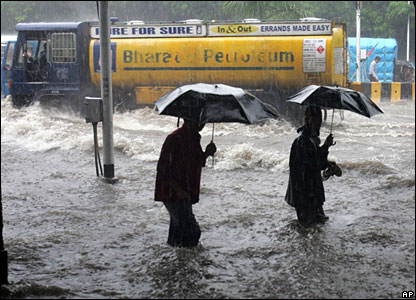 PURE FOR SURE
In & Out
ERRANDS MADE EASY
Bharat Petroleum
AP